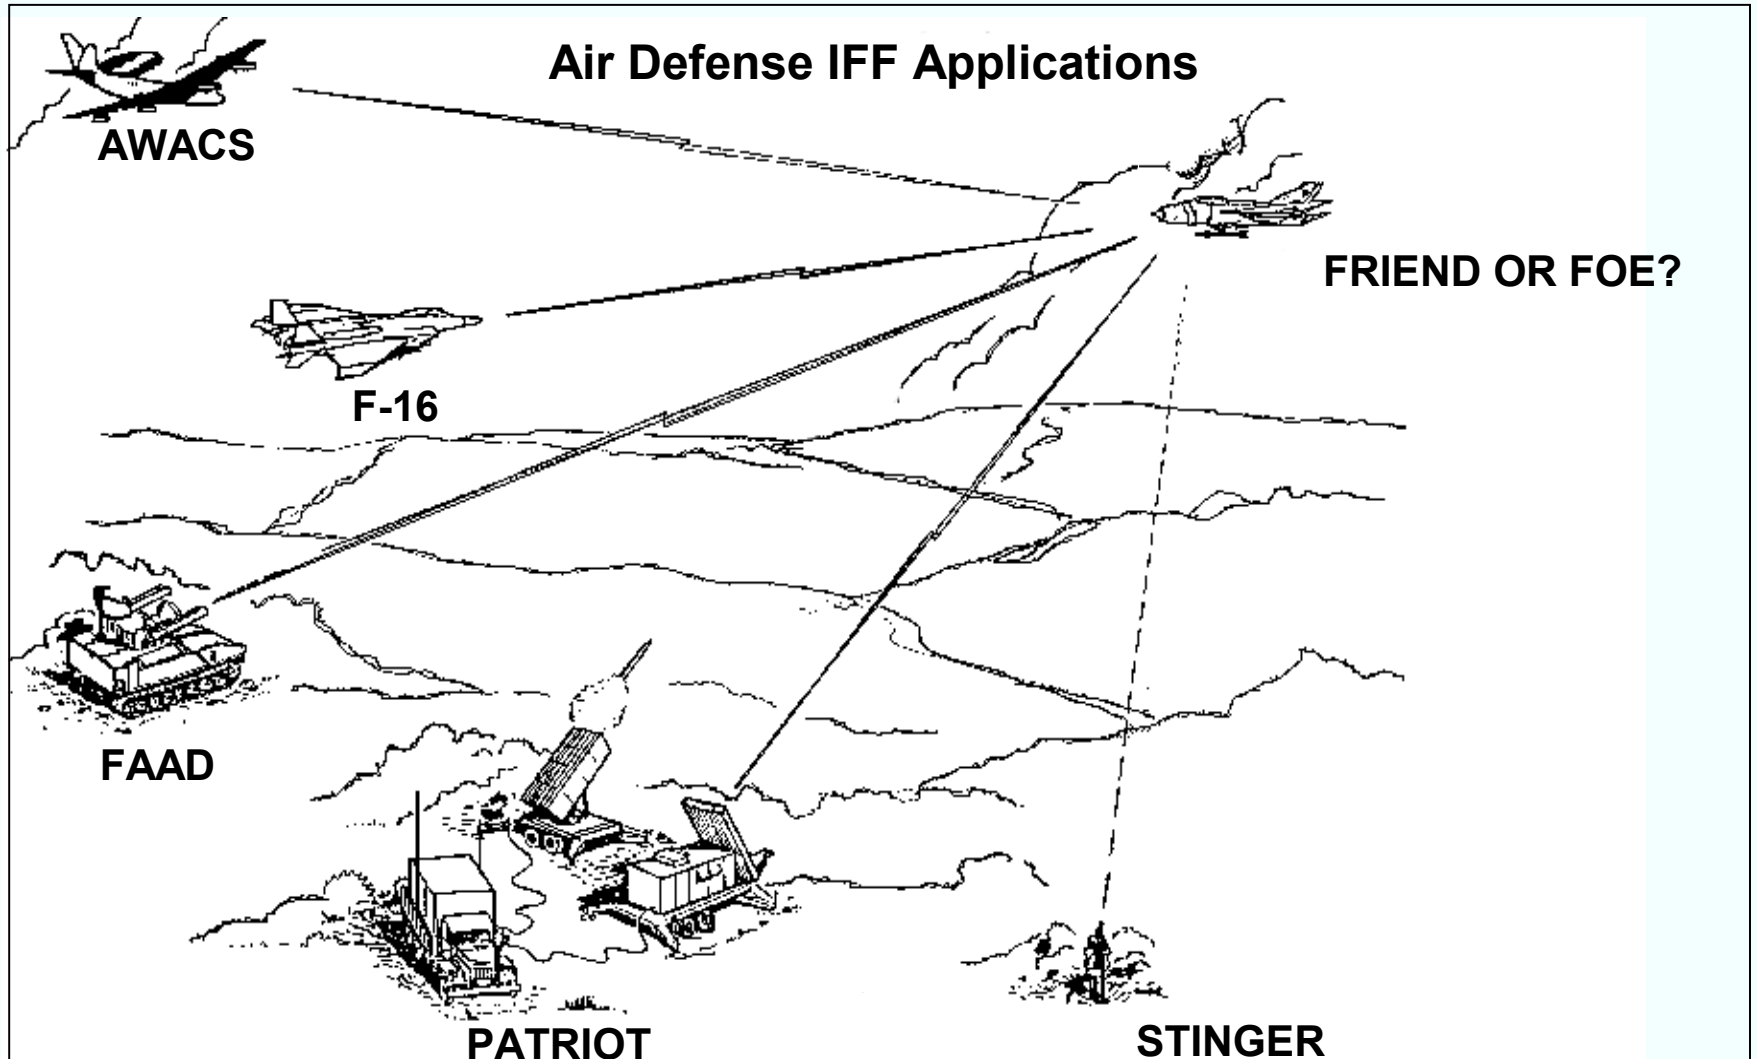 Air Defense IFF Applications
AWACS
FRIEND OR FOE?
F-16
FAAD
PATRIOT
STINGER